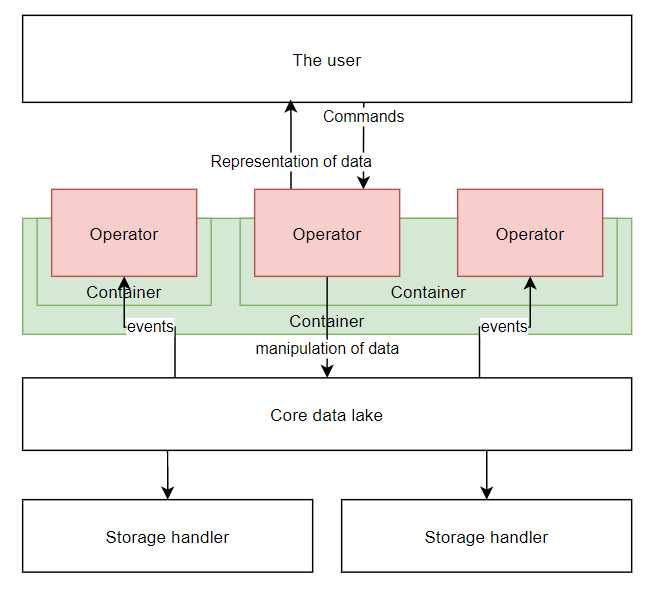 The user
Commands
Representation of data
Operator
Operator
Operator
Container
Container
Container
events
events
manipulation of data
Core data lake
Storage handler
Storage handler